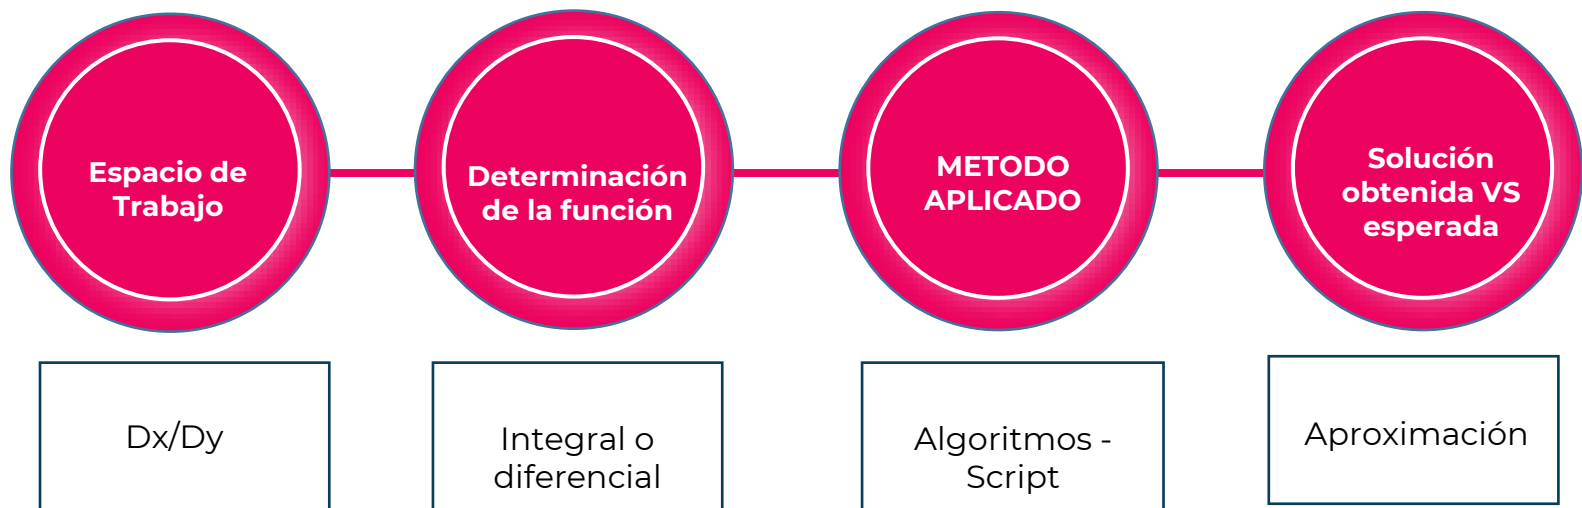 Espacio de
Trabajo
Determinación
de la función
METODO
APLICADO
Solución
obtenida VS
esperada
Dx/Dy
Integral o
diferencial
Algoritmos -
Script
Aproximación